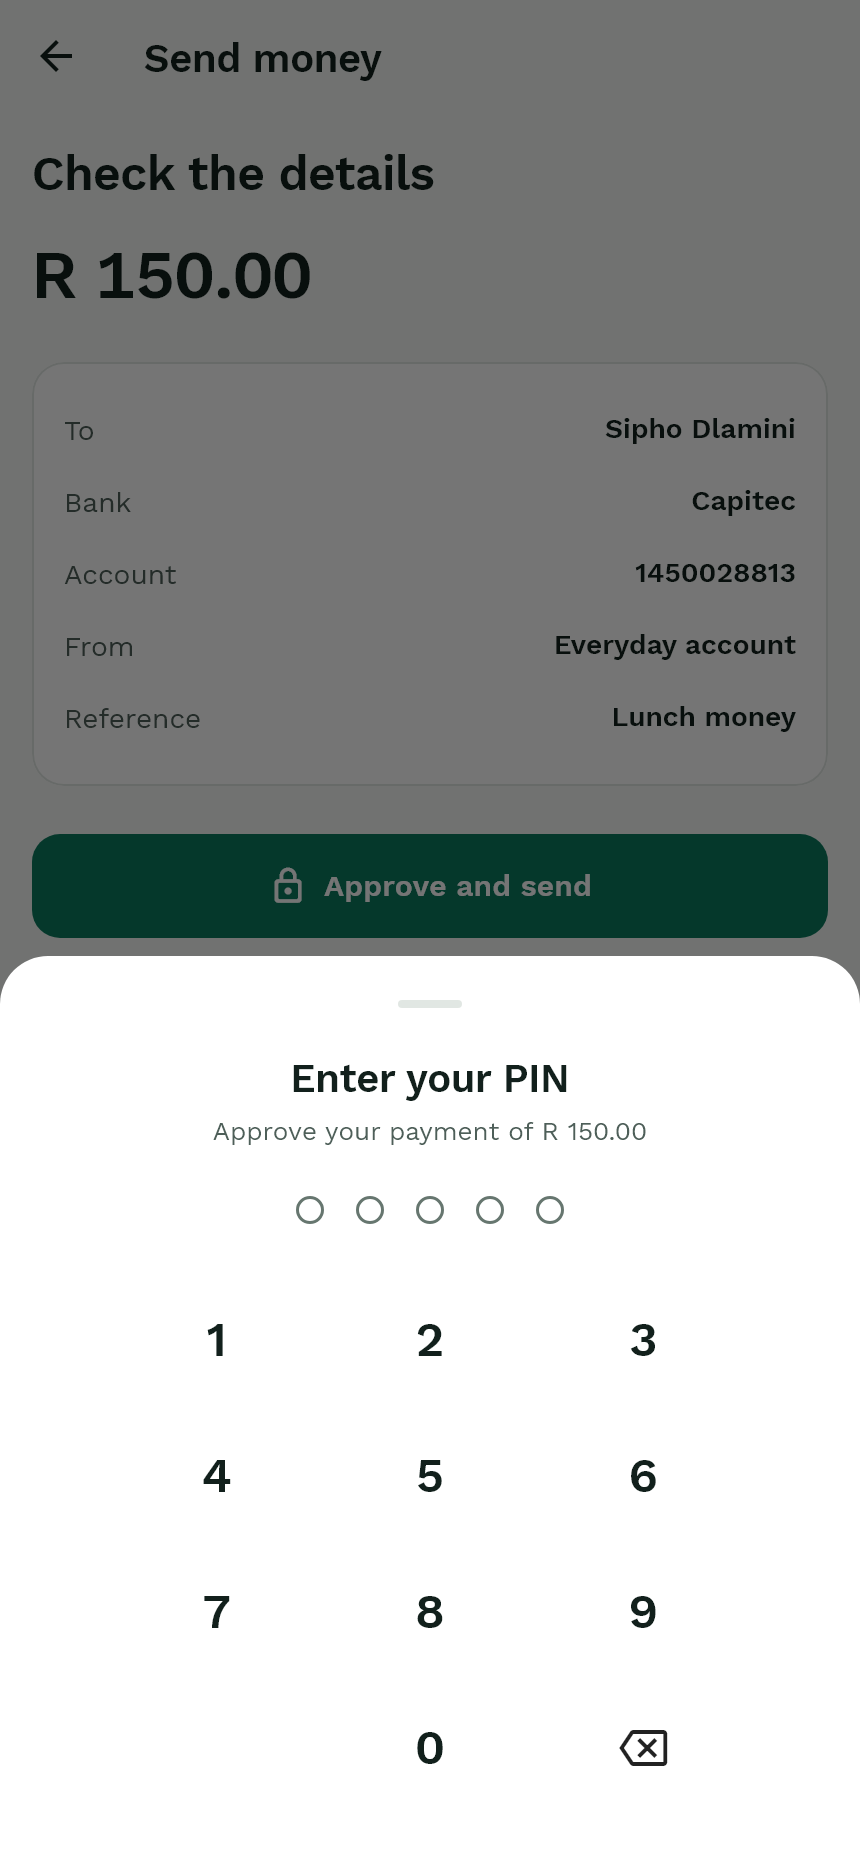 Send money
Check the details
R 150.00
To Sipho Dlamini
Bank Capitec
Account 1450028813
From Everyday account
Reference Lunch money
Approve and send
Enter your PIN
Approve your payment of R 150.00
1 2 3
4 5 6
7 8 9
0